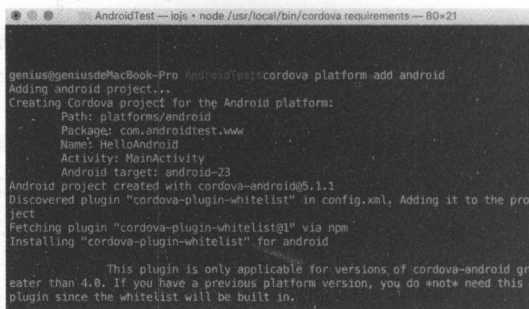 AndroidTest — iojs • node /usr/local/bin/cordova requirements — 80×21
genius@geniusdeMacBook-Pro AndroidTest$cordova platform add android
Adding android project...
Creating Cordova project for the Android platform:
Path: platforms/android
Package: com.androidtest.www
Name: HelloAndroid
Activity: MainActivity
Android target: android-23
Android project created with cordova-android@5.1.1
Discovered plugin "cordova-plugin-whitelist" in config.xml. Adding it to the pro
ject
Fetching plugin "cordova-plugin-whitelist@1" via npm
Installing "cordova-plugin-whitelist" for android
This plugin is only applicable for versions of cordova-android gr
eater than 4.0. If you have a previous platform version, you do *not* need this
plugin since the whitelist will be built in.